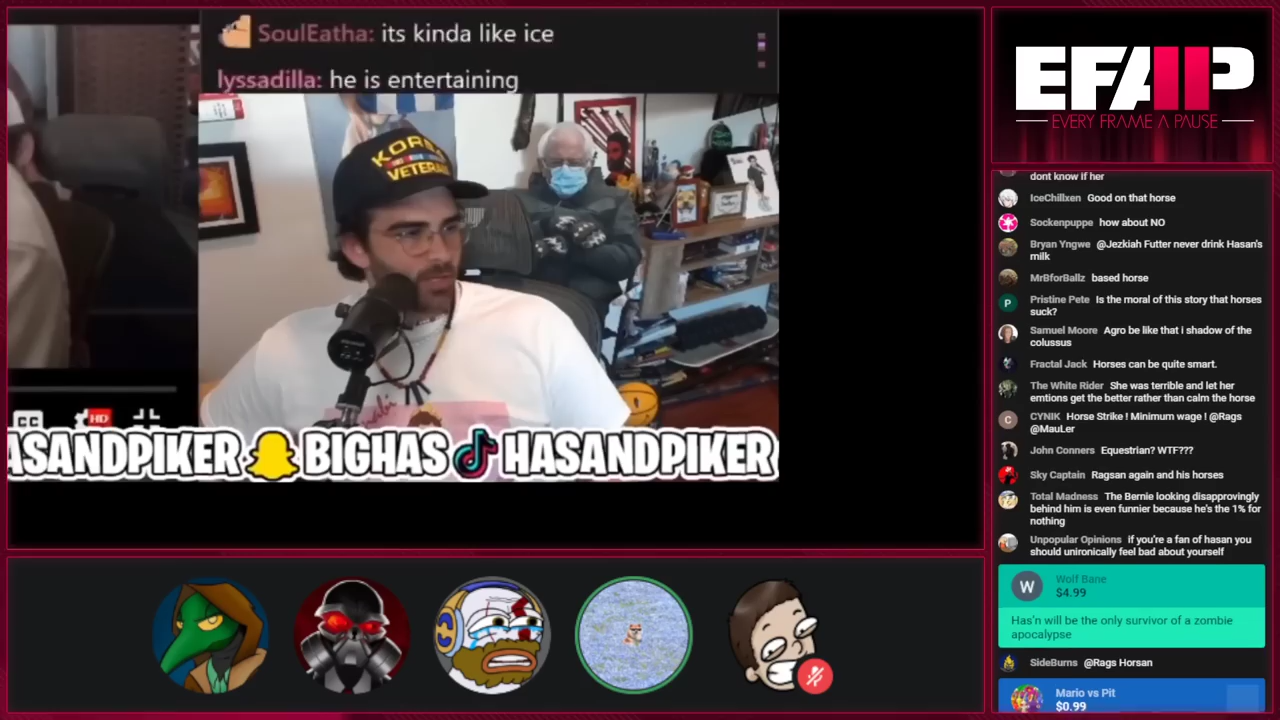 SoulEatha: its kinda like ice
lyssadilla: he is entertaining
KOREA
VETERAN
CC
HD
ASANDPIKER BIGHAS HASANDPIKER
EFAP
EVERY FRAME A PAUSE
dont know if her
IceChillxen Good on that horse
Sockenpuppe how about NO
Bryan Yngwe @Jezkiah Futter never drink Hasan's
milk
MrBforBallz based horse
P
Pristine Pete Is the moral of this story that horses
suck?
Samuel Moore Agro be like that i shadow of the
colussus
Fractal Jack Horses can be quite smart.
The White Rider She was terrible and let her
emtions get the better rather than calm the horse
C
CYNIK Horse Strike ! Minimum wage ! @Rags
@MauLer
John Conners Equestrian? WTF???
Sky Captain Ragsan again and his horses
Total Madness The Bernie looking disapprovingly
behind him is even funnier because he's the 1% for
nothing
Unpopular Opinions if you're a fan of hasan you
should unironically feel bad about yourself
W
Wolf Bane
$4.99
Has'n will be the only survivor of a zombie
apocalypse
SideBurns @Rags Horsan
Mario vs Pit
$0.99